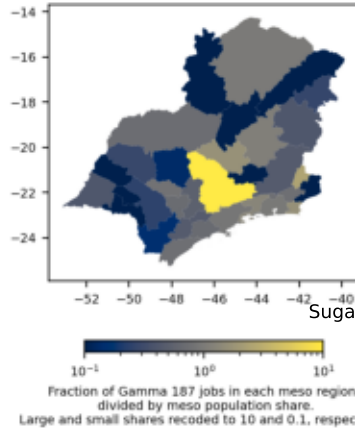 −14
−16
−18
−20
−22
−24
−52 −50 −48 −46 −44 −42 −40
Suga
10⁻¹ 10⁰ 10¹
Fraction of Gamma 187 jobs in each meso region
divided by meso population share.
Large and small shares recoded to 10 and 0.1, respec